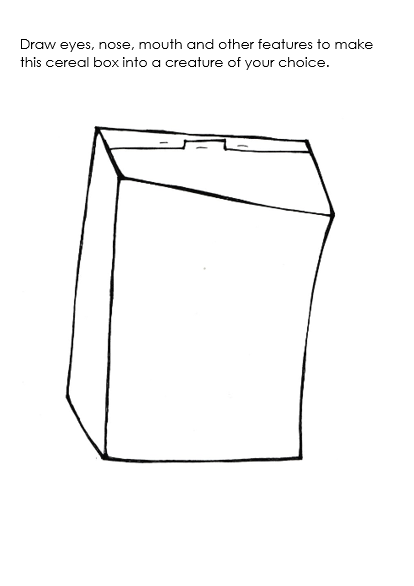 Draw eyes, nose, mouth and other features to make
this cereal box into a creature of your choice.